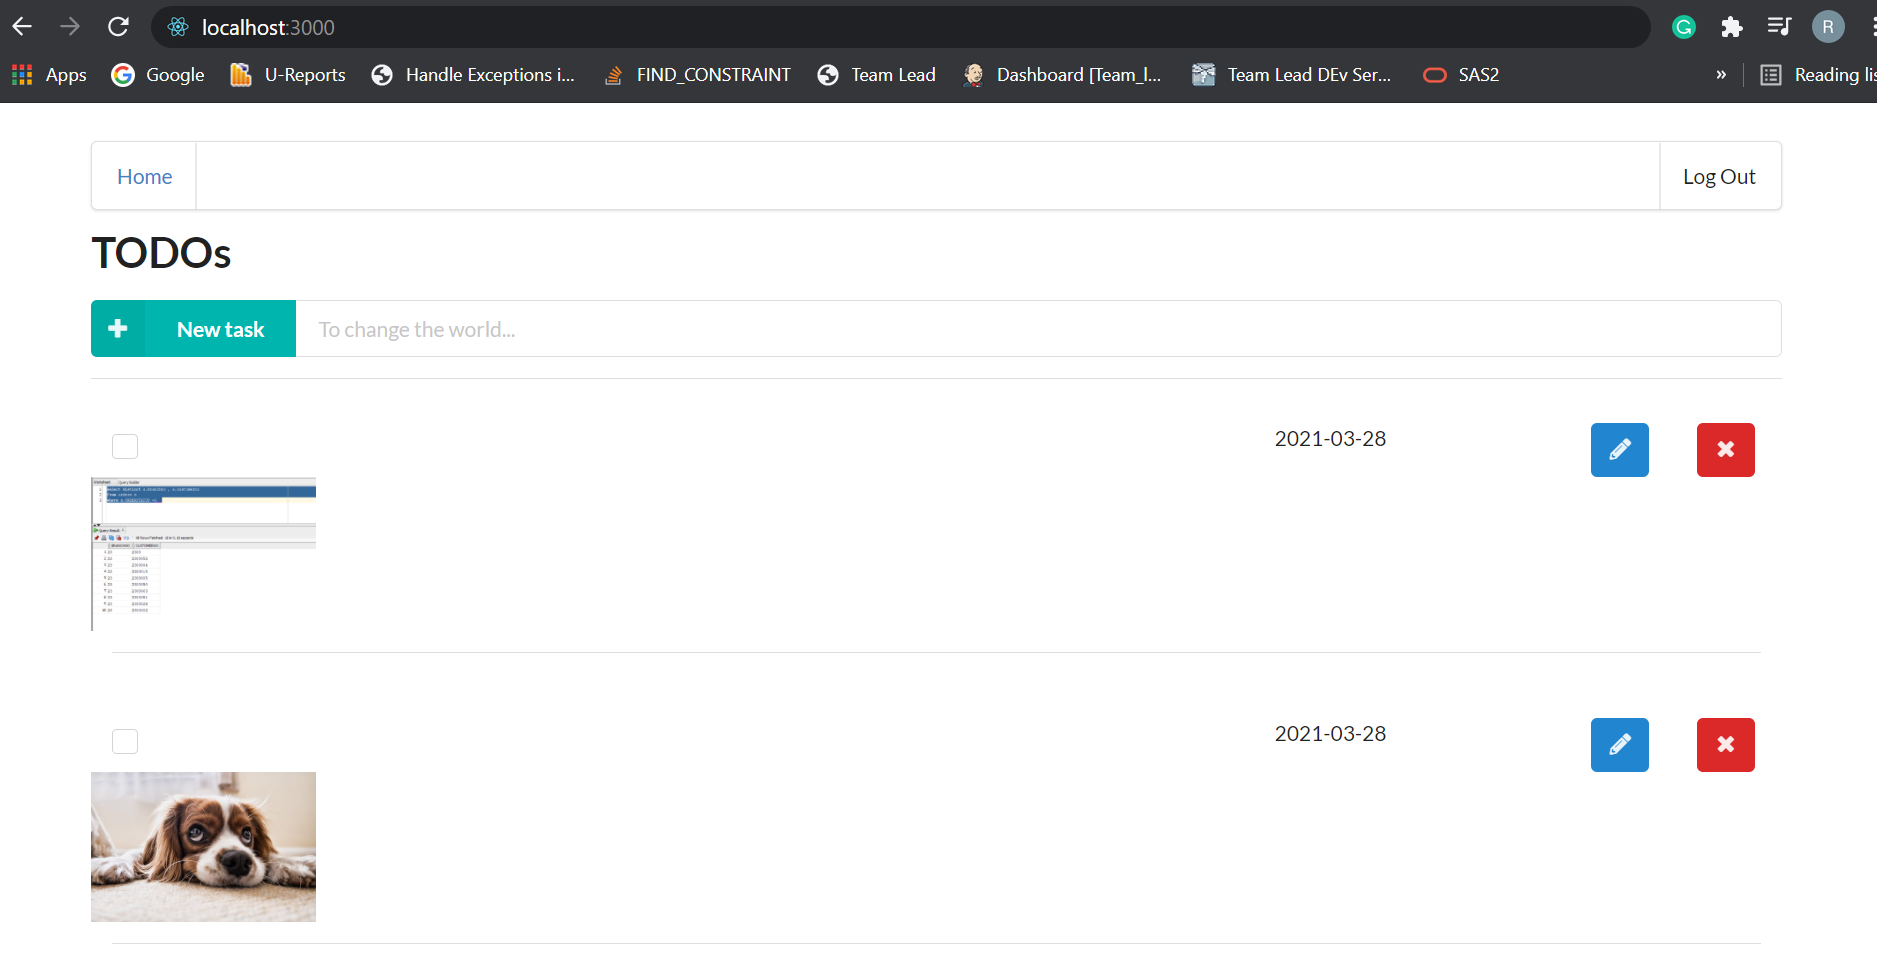 localhost:3000
R
Apps Google U-Reports Handle Exceptions i... FIND_CONSTRAINT Team Lead Dashboard [Team_l... Team Lead DEv Ser... SAS2 » Reading lis
Home Log Out
TODOs
New task To change the world...
2021-03-28
2021-03-28